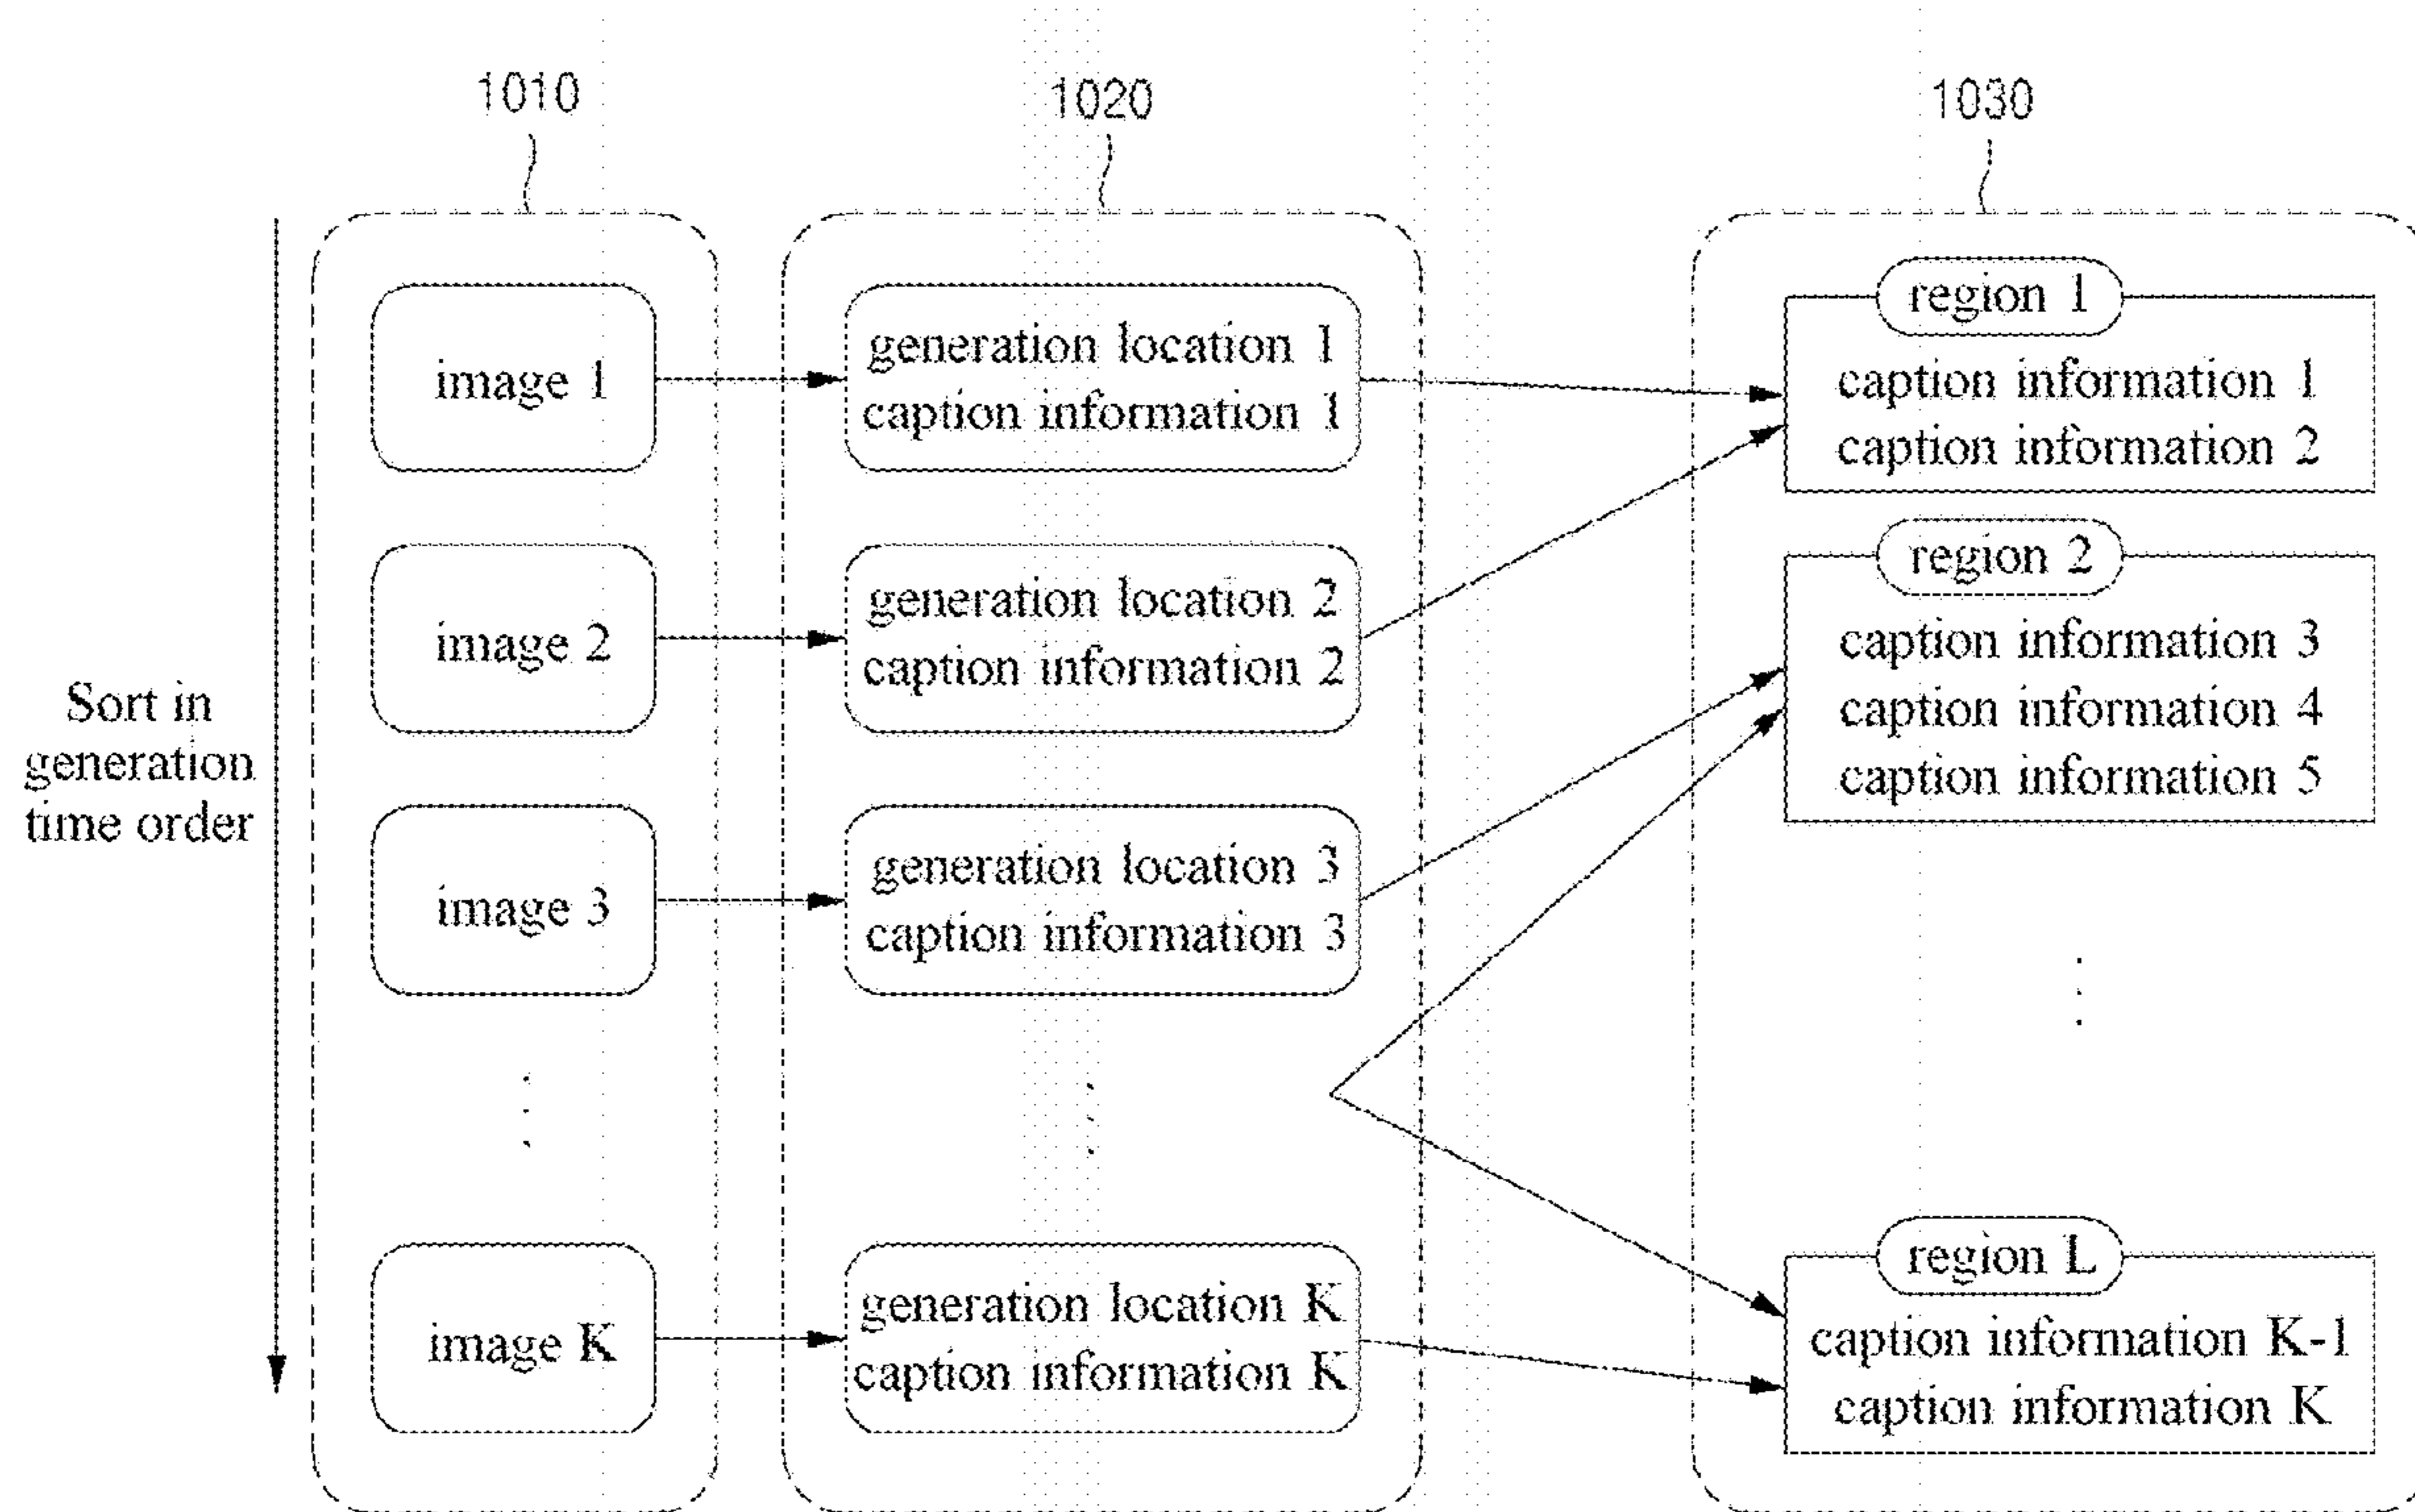 1010
1020
1030
Sort in
generation
time order
image 1
image 2
image 3
image K
generation location 1
caption information 1
generation location 2
caption information 2
generation location 3
caption information 3
generation location K
caption information K
region 1
caption information 1
caption information 2
region 2
caption information 3
caption information 4
caption information 5
region L
caption information K-1
caption information K